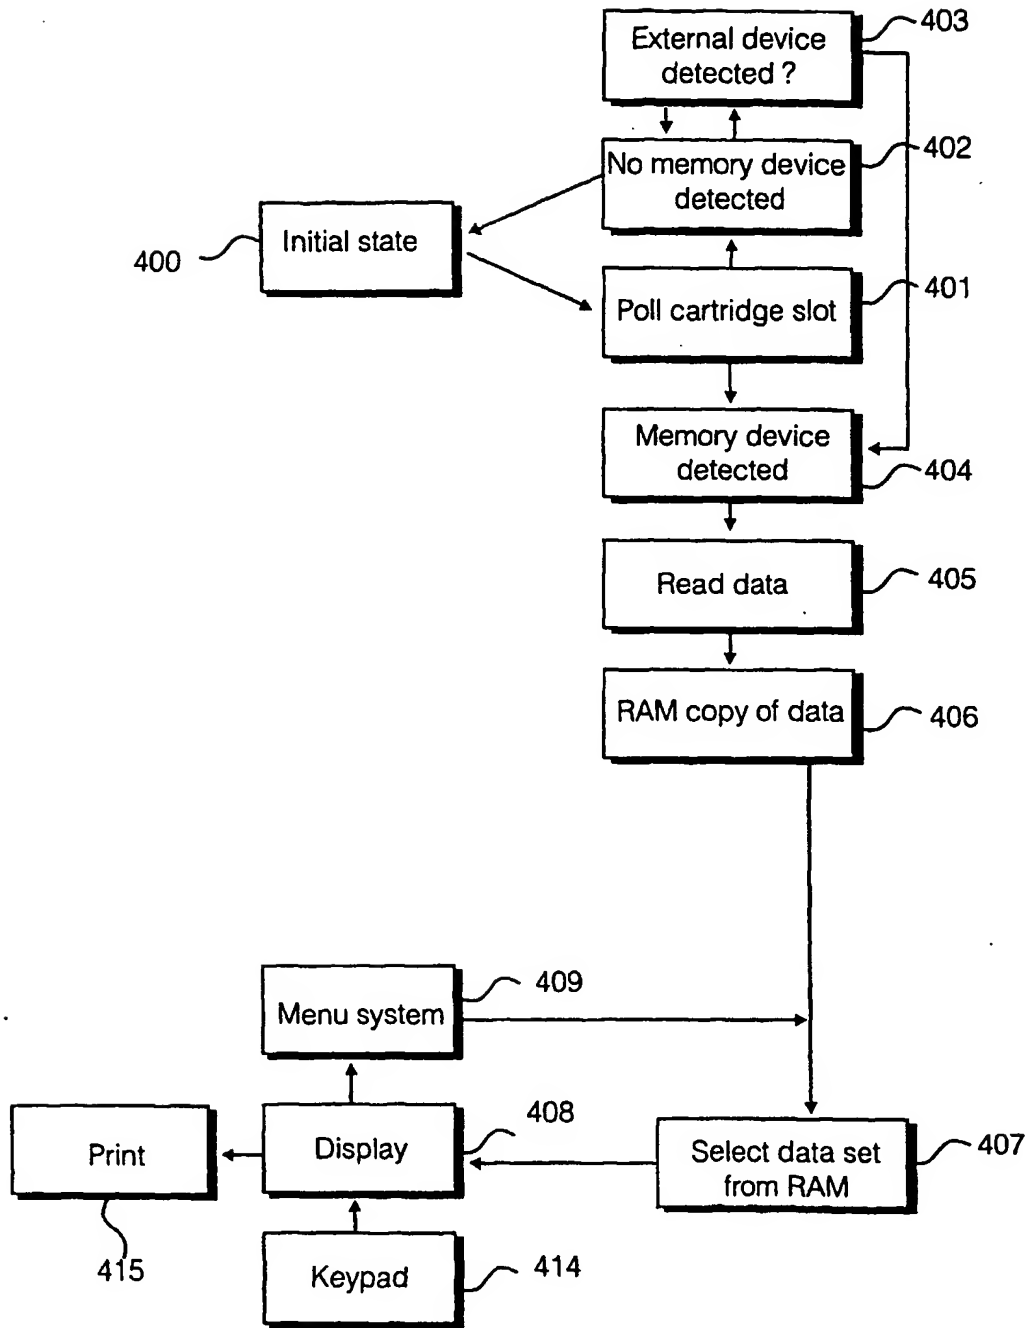 External device
detected ?
403
No memory device
detected
402
Initial state
400
Poll cartridge slot
401
Memory device
detected
404
Read data
405
RAM copy of data
406
Menu system
409
Print
415
Display
408
Select data set
from RAM
407
Keypad
414